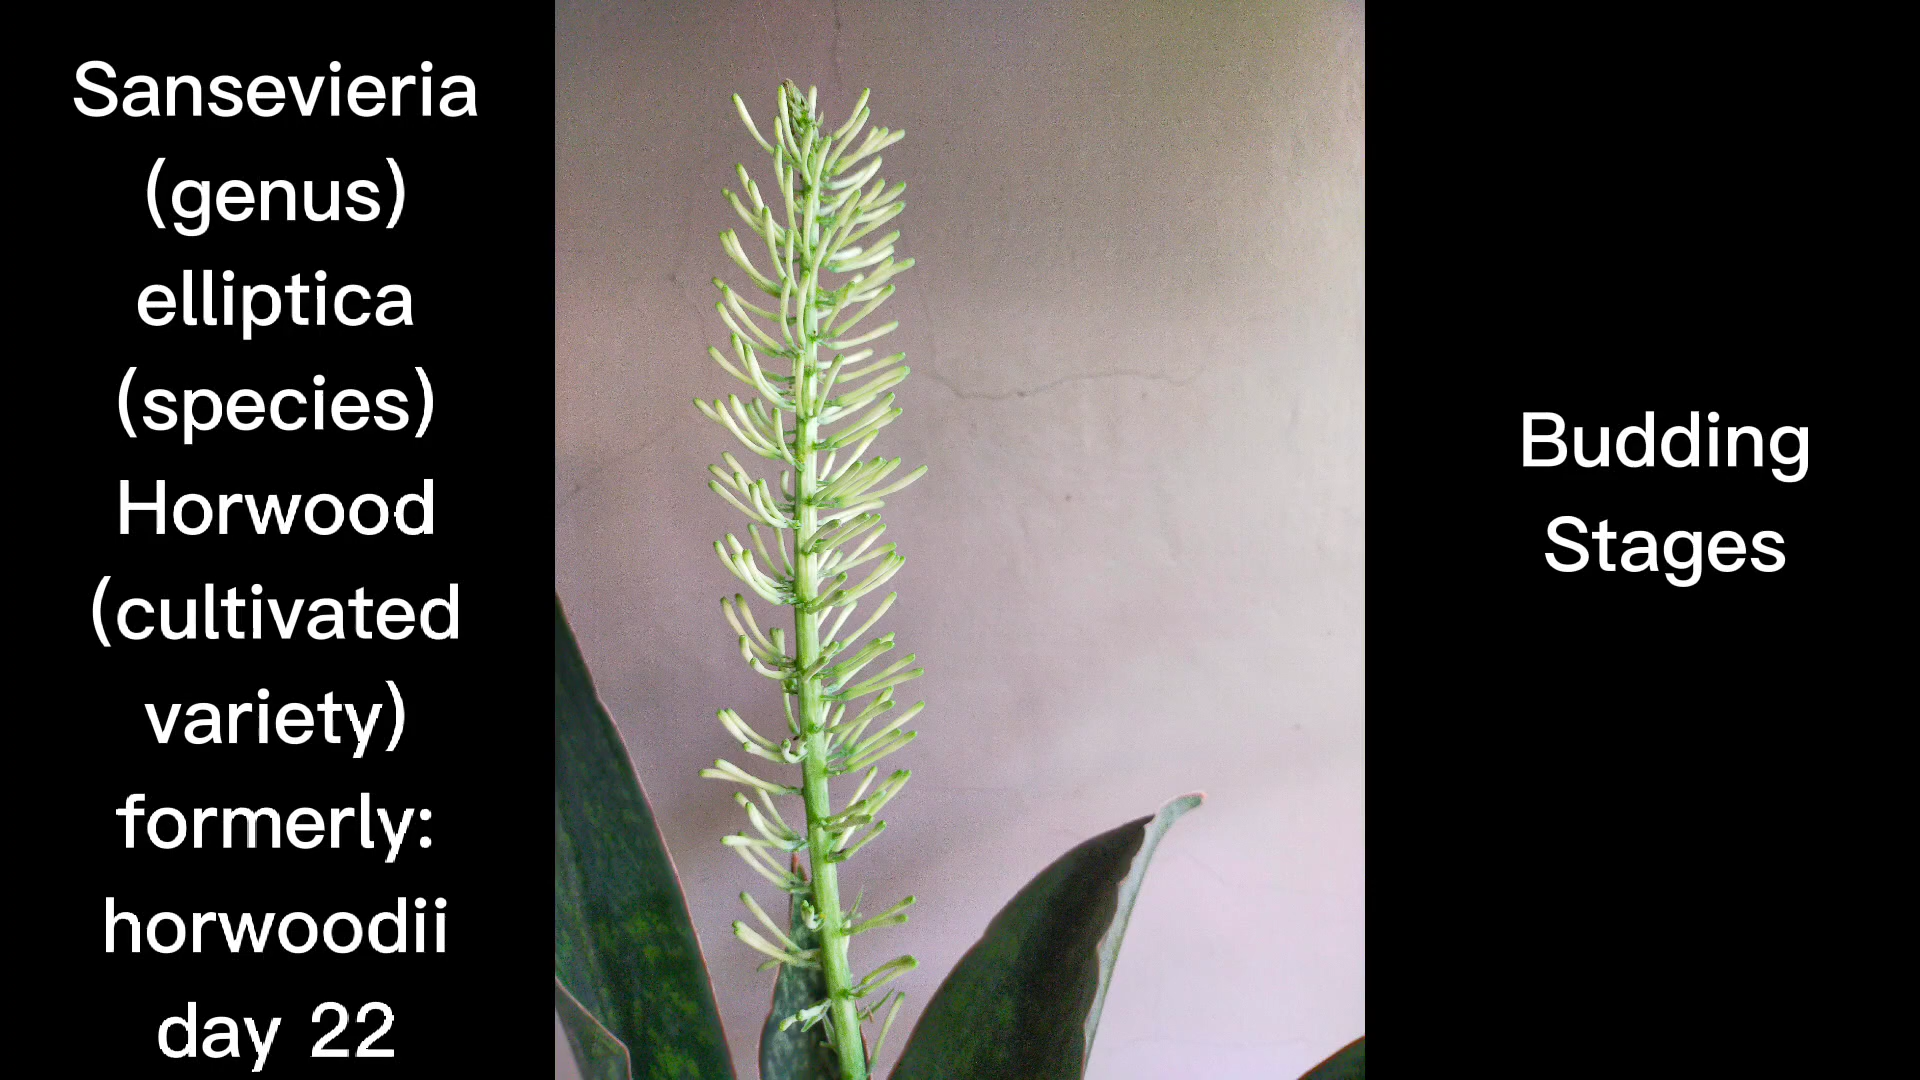 Sansevieria
(genus)
elliptica
(species)
Horwood
(cultivated
variety)
formerly:
horwoodii
day 22
Budding
Stages